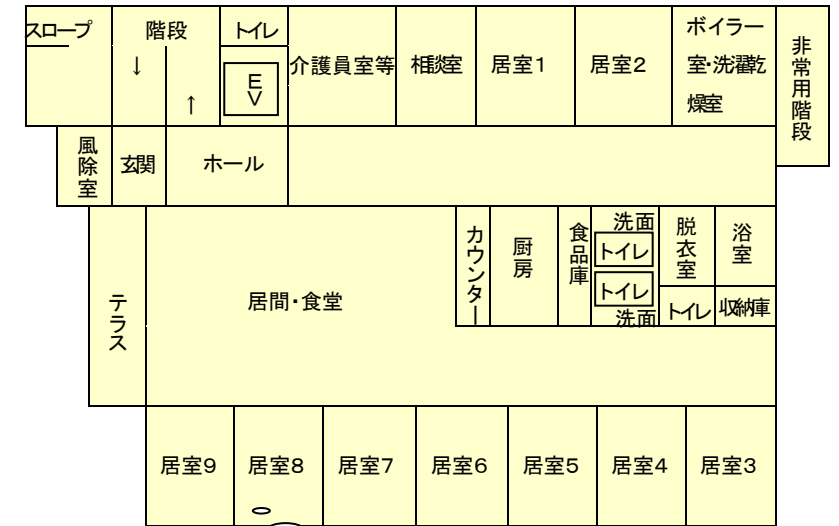 スロープ
階段
トイレ
↓
↑
EV
介護員室等
相談室
居室1
居室2
ボイラー
室・洗濯乾
燥室
非常用階段
風除室
玄関
ホール
テラス
居間・食堂
カウンター
厨房
食品庫
洗面
トイレ
トイレ
洗面
脱衣室
浴室
トイレ
収納庫
居室9
居室8
居室7
居室6
居室5
居室4
居室3